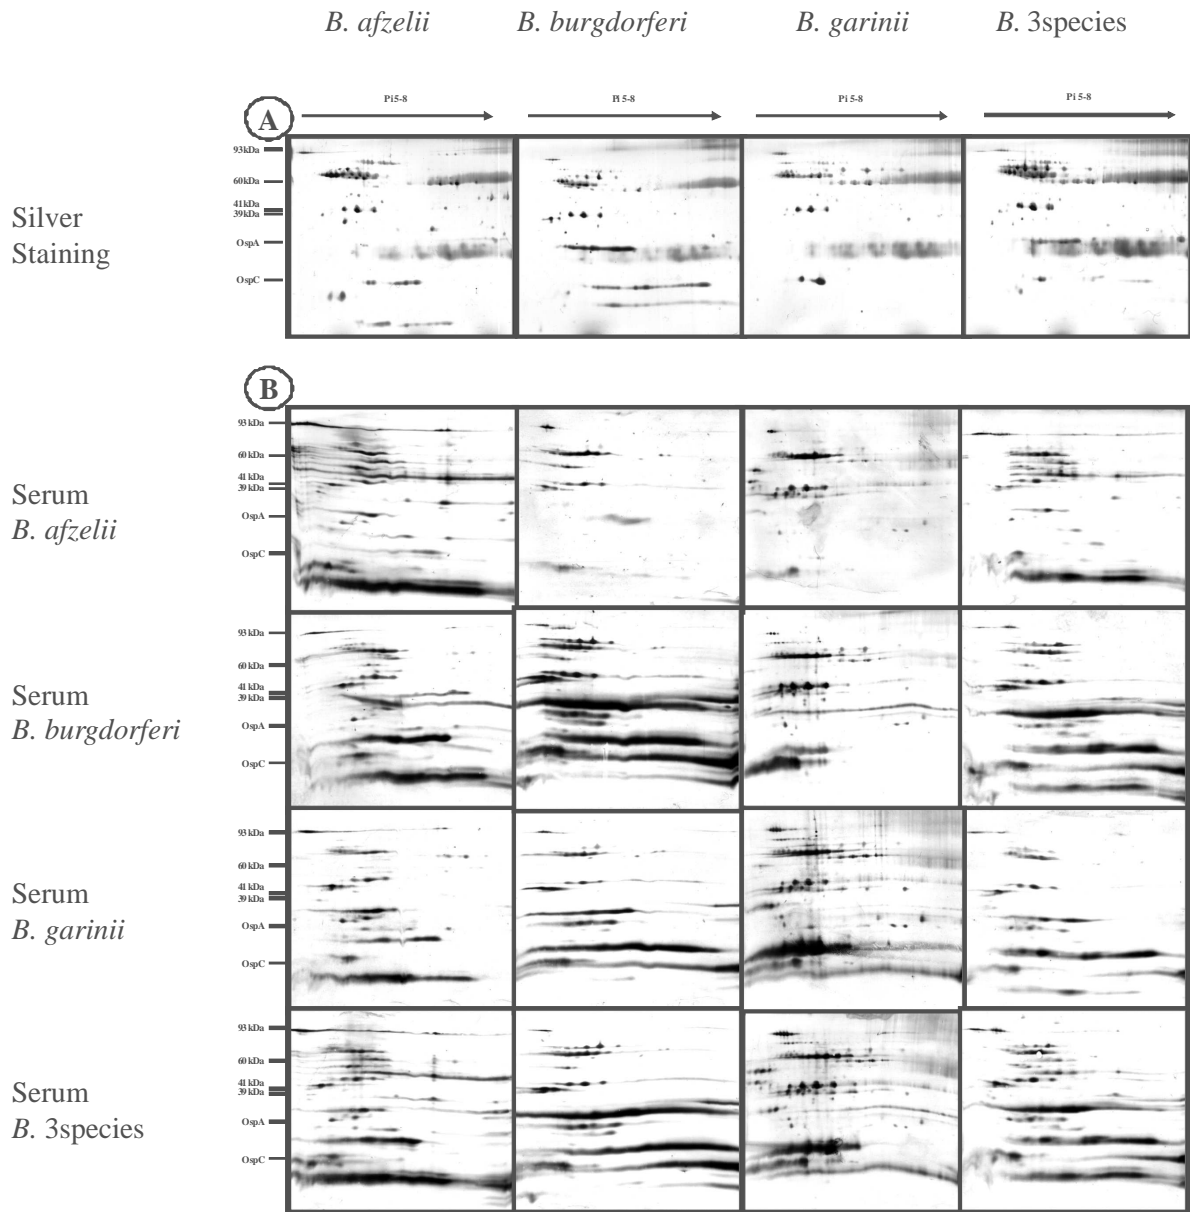 B. afzelii B. burgdorferi B. garinii B. 3species
Pi 5-8 Pi 5-8 Pi 5-8 Pi 5-8
A
93kDa
60kDa
41kDa
39kDa
OspA
OspC
Silver
Staining
B
93 kDa
60 kDa
41 kDa
39 kDa
OspA
OspC
Serum
B. afzelii
93 kDa
60 kDa
41 kDa
39 kDa
OspA
OspC
Serum
B. burgdorferi
93 kDa
60 kDa
41 kDa
39 kDa
OspA
OspC
Serum
B. garinii
93 kDa
60 kDa
41 kDa
39 kDa
OspA
OspC
Serum
B. 3species